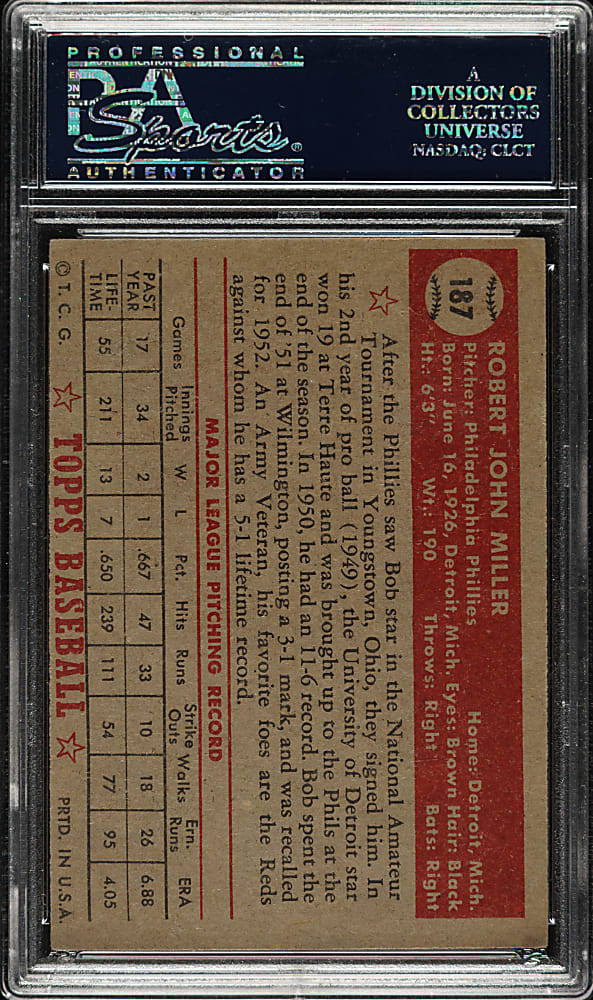 PROFESSIONAL
PSA
Sports®
AUTHENTICATOR
A
DIVISION OF
COLLECTORS
UNIVERSE
NASDAQ: CLCT
187
ROBERT JOHN MILLER
Pitcher: Philadelphia Phillies Home: Detroit, Mich.
Born: June 16, 1926, Detroit, Mich. Eyes: Brown Hair: Black
Ht.: 6'3" Wt.: 190 Throws: Right Bats: Right
After the Phillies saw Bob star in the National Amateur
Tournament in Youngstown, Ohio, they signed him. In
his 2nd year of pro ball (1949), the University of Detroit star
won 19 at Terre Haute and was brought up to the Phils at the
end of the season. In 1950, he had an 11-6 record. Bob spent the
end of '51 at Wilmington, posting a 3-1 mark, and was recalled
for 1952. An Army Veteran, his favorite foes are the Reds
against whom he has a 5-1 lifetime record.
MAJOR LEAGUE PITCHING RECORD
Games Innings Pitched W L Pct. Hits Runs Strike Outs Walks Ern. Runs ERA
PAST YEAR 17 34 2 1 .667 47 33 10 18 26 6.88
LIFE-TIME 55 211 13 7 .650 239 111 54 77 95 4.05
© T. C. G. TOPPS BASEBALL PRTD. IN U.S.A.